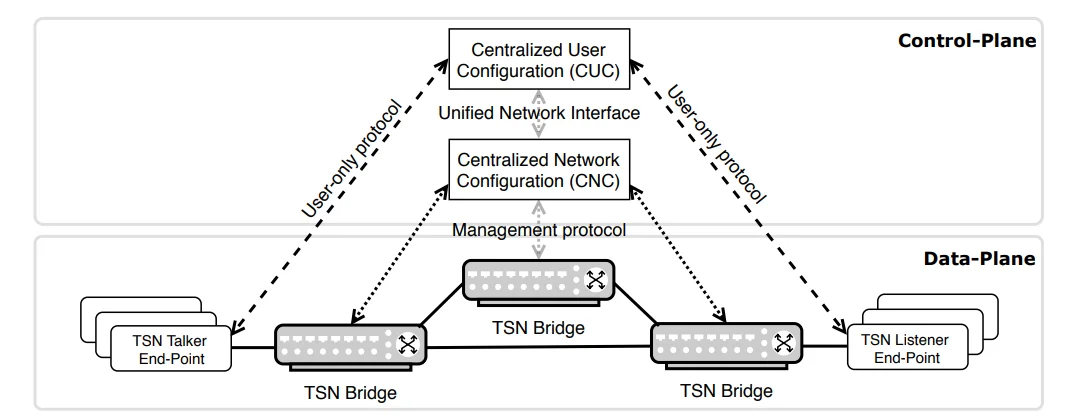 Control-Plane
Centralized User
Configuration (CUC)
Unified Network Interface
User-only protocol
User-only protocol
Centralized Network
Configuration (CNC)
Management protocol
Data-Plane
TSN Bridge
TSN Talker
End-Point
TSN Bridge
TSN Bridge
TSN Listener
End-Point